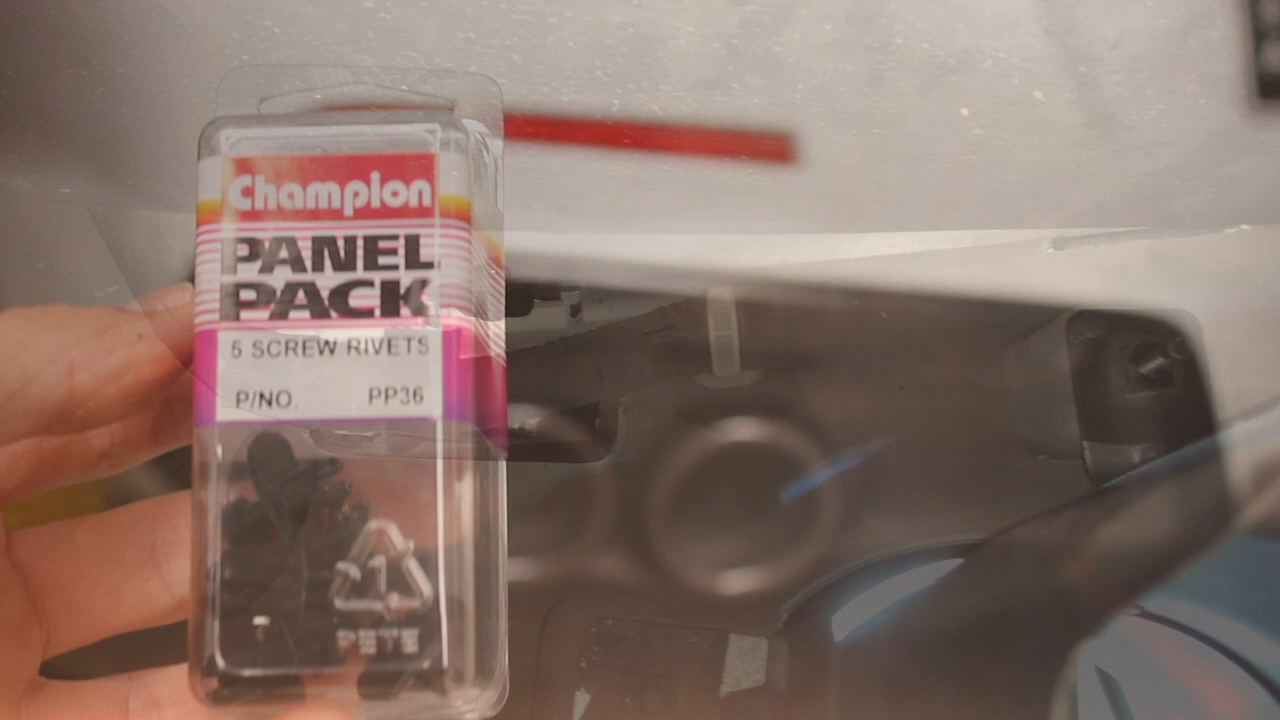 Champion
PANEL
PACK
5 SCREW RIVETS
P/NO. PP36
1
PETE